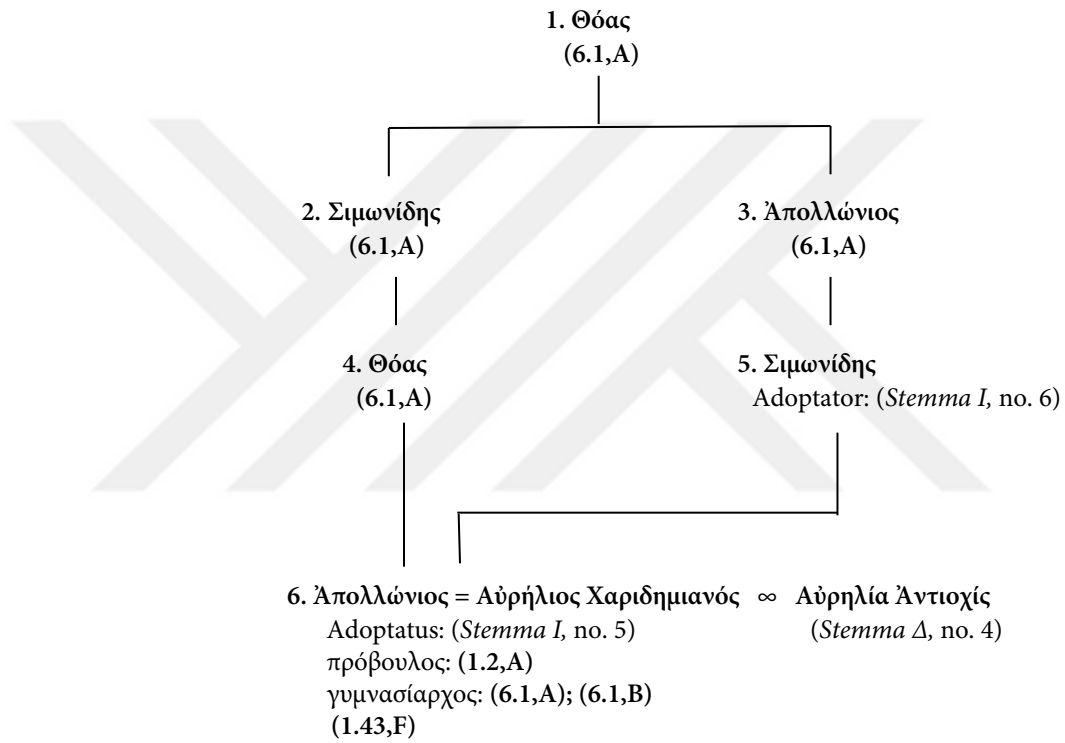 1. Θόας
(6.1,A)
2. Σιμωνίδης
(6.1,A)
3. Ἀπολλώνιος
(6.1,A)
4. Θόας
(6.1,A)
5. Σιμωνίδης
Adoptator: (Stemma I, no. 6)
6. Ἀπολλώνιος = Αὐρήλιος Χαριδημιανός ∞ Αὐρηλία Ἀντιοχίς
Adoptatus: (Stemma I, no. 5)
(Stemma Δ, no. 4)
πρόβουλος: (1.2,A)
γυμνασίαρχος: (6.1,A); (6.1,B)
(1.43,F)